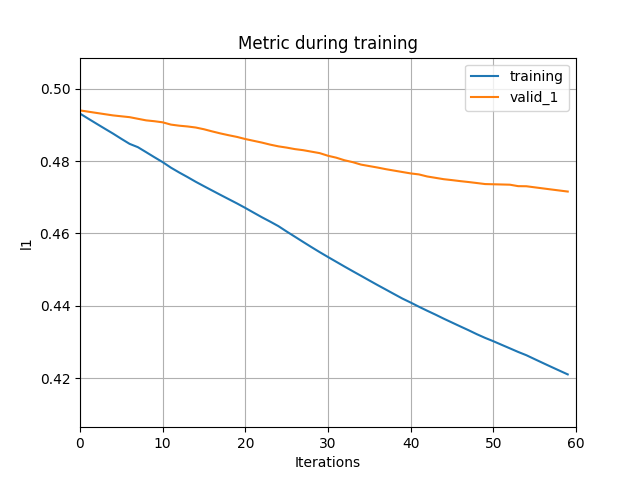 Metric during training
training
valid_1
l1
0.50
0.48
0.46
0.44
0.42
0 10 20 30 40 50 60
Iterations